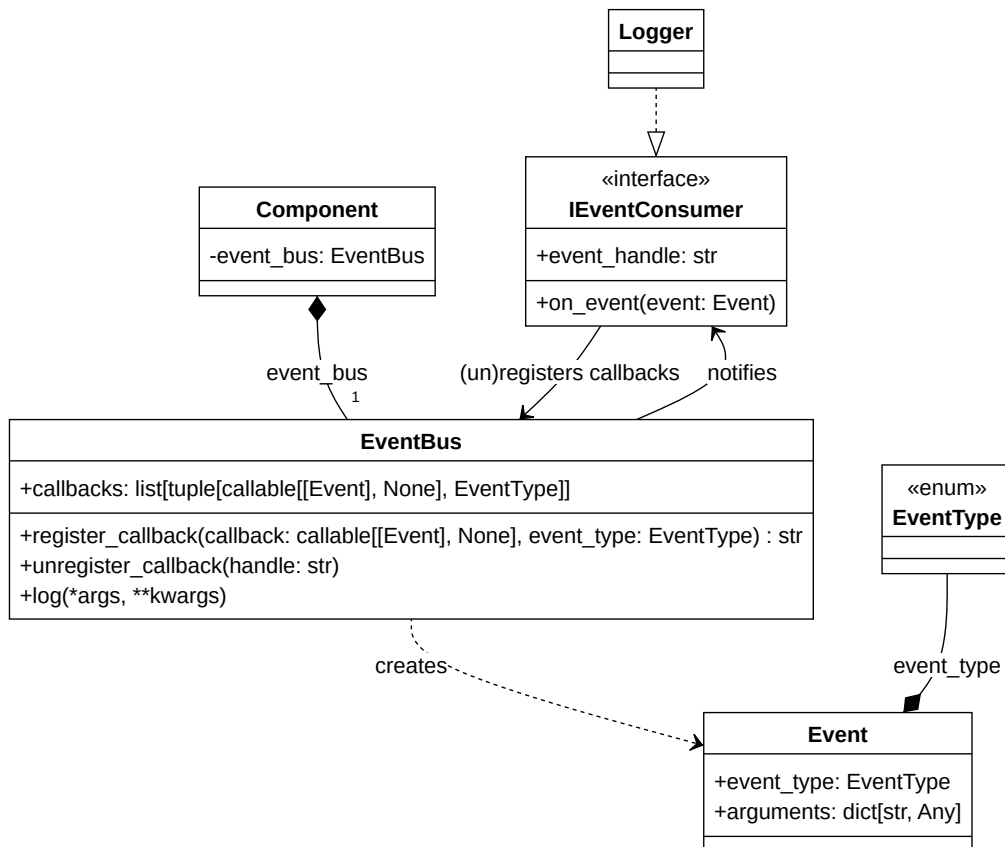 Logger
«interface»
IEventConsumer
+event_handle: str
+on_event(event: Event)
Component
-event_bus: EventBus
event_bus
1
(un)registers callbacks
notifies
EventBus
+callbacks: list[tuple[callable[[Event], None], EventType]]
+register_callback(callback: callable[[Event], None], event_type: EventType) : str
+unregister_callback(handle: str)
+log(*args, **kwargs)
«enum»
EventType
creates
event_type
Event
+event_type: EventType
+arguments: dict[str, Any]